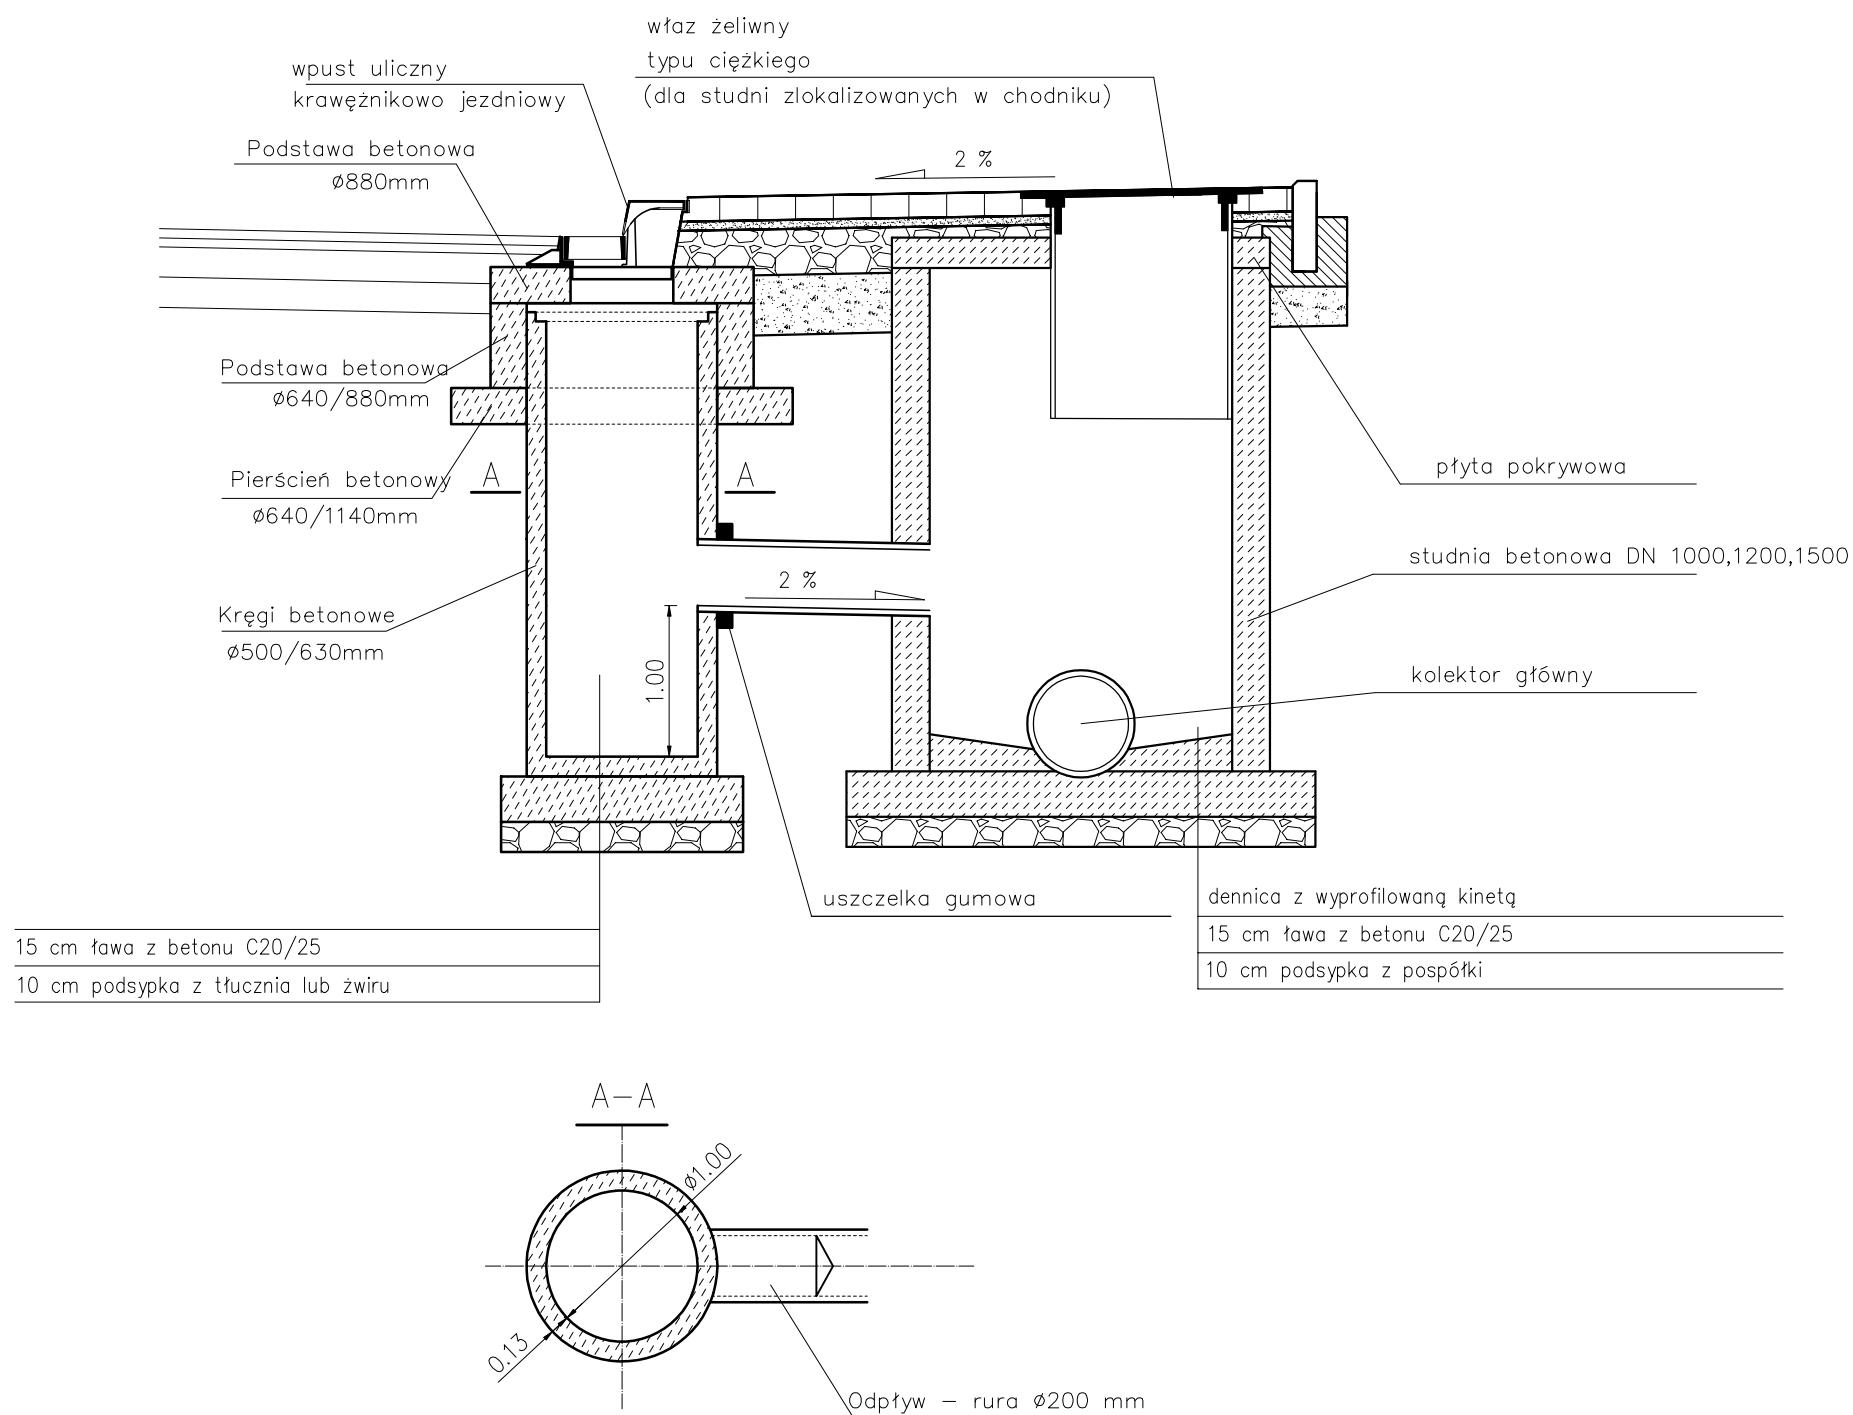 właz żeliwny
typu ciężkiego
(dla studni zlokalizowanych w chodniku)
wpust uliczny
krawężnikowo jezdniowy
Podstawa betonowa
ø880mm
2 %
Podstawa betonowa
ø640/880mm
Pierścień betonowy
ø640/1140mm
A
A
płyta pokrywowa
studnia betonowa DN 1000,1200,1500
2 %
Kręgi betonowe
ø500/630mm
1.00
kolektor główny
uszczelka gumowa
dennica z wyprofilowaną kinetą
15 cm ława z betonu C20/25
10 cm podsypka z pospółki
15 cm ława z betonu C20/25
10 cm podsypka z tłucznia lub żwiru
A-A
ø1.00
0.13
Odpływ - rura ø200 mm